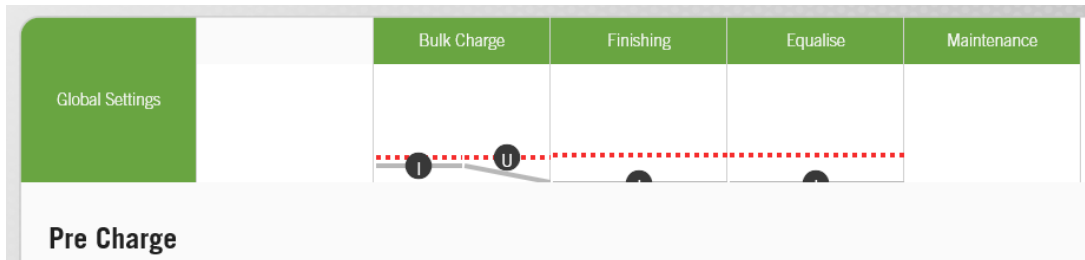 Bulk Charge
Finishing
Equalise
Maintenance
Global Settings
I
U
Pre Charge